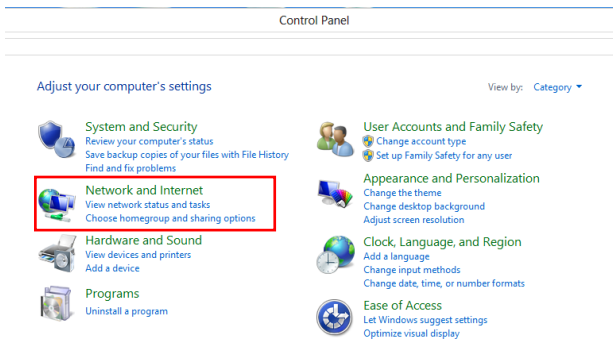 Control Panel
Adjust your computer's settings
View by: Category
System and Security
Review your computer's status
Save backup copies of your files with File History
Find and fix problems
Network and Internet
View network status and tasks
Choose homegroup and sharing options
Hardware and Sound
View devices and printers
Add a device
Programs
Uninstall a program
User Accounts and Family Safety
Change account type
Set up Family Safety for any user
Appearance and Personalization
Change the theme
Change desktop background
Adjust screen resolution
Clock, Language, and Region
Add a language
Change input methods
Change date, time, or number formats
Ease of Access
Let Windows suggest settings
Optimize visual display